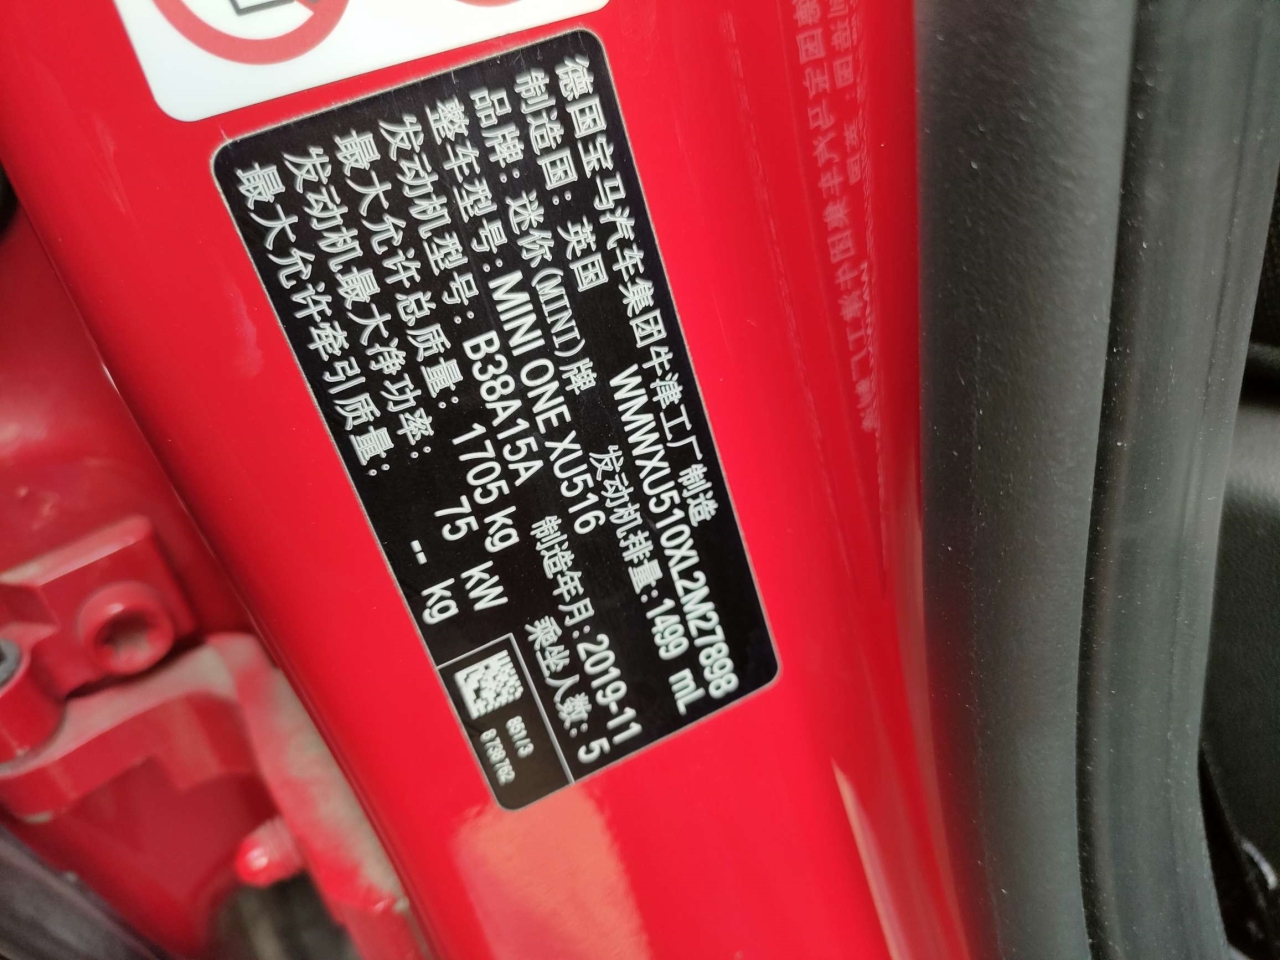 德国宝马汽车集团牛津工厂制造
制造国：英国 WMWXU510XL2M27898
品牌：迷你(MINI)牌 发动机排量：1499 mL
整车型号：MINI ONE XU516 制造年月：2019-11
发动机型号：B38A15A 乘坐人数：5
最大允许总质量：1705 kg
发动机最大净功率： 75 kW
最大允许牵引质量： -- kg
851/3
8736762